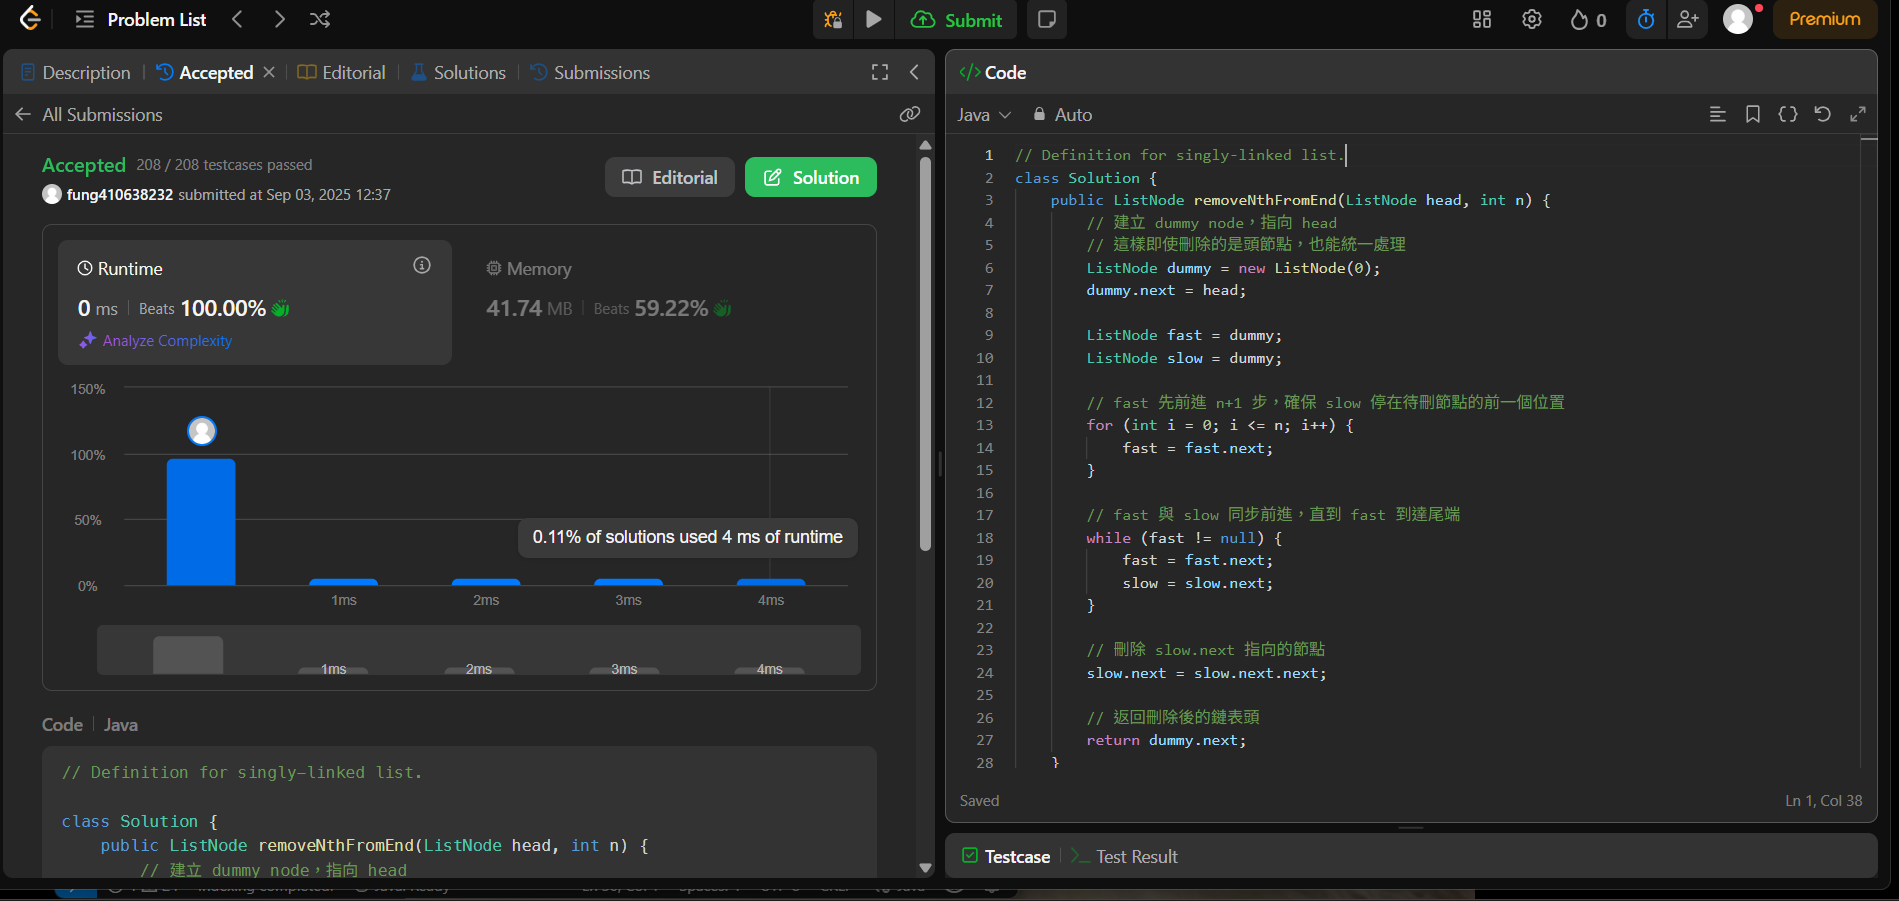 Problem List
Submit
0
Premium
Description
Accepted
Editorial
Solutions
Submissions
All Submissions
Accepted 208 / 208 testcases passed
fung410638232 submitted at Sep 03, 2025 12:37
Editorial
Solution
Runtime
0 ms Beats 100.00%
Analyze Complexity
Memory
41.74 MB Beats 59.22%
150%
100%
50%
0%
0.11% of solutions used 4 ms of runtime
1ms 2ms 3ms 4ms
1ms 2ms 3ms 4ms
Code Java
// Definition for singly-linked list.
class Solution {
public ListNode removeNthFromEnd(ListNode head, int n) {
// 建立 dummy node，指向 head
Code
Java
Auto
1 // Definition for singly-linked list.
2 class Solution {
3 public ListNode removeNthFromEnd(ListNode head, int n) {
4 // 建立 dummy node，指向 head
5 // 這樣即使刪除的是頭節點，也能統一處理
6 ListNode dummy = new ListNode(0);
7 dummy.next = head;
8
9 ListNode fast = dummy;
10 ListNode slow = dummy;
11
12 // fast 先前進 n+1 步，確保 slow 停在待刪節點的前一個位置
13 for (int i = 0; i <= n; i++) {
14 fast = fast.next;
15 }
16
17 // fast 與 slow 同步前進，直到 fast 到達尾端
18 while (fast != null) {
19 fast = fast.next;
20 slow = slow.next;
21 }
22
23 // 刪除 slow.next 指向的節點
24 slow.next = slow.next.next;
25
26 // 返回刪除後的鏈表頭
27 return dummy.next;
28 }
Saved
Ln 1, Col 38
Testcase
Test Result